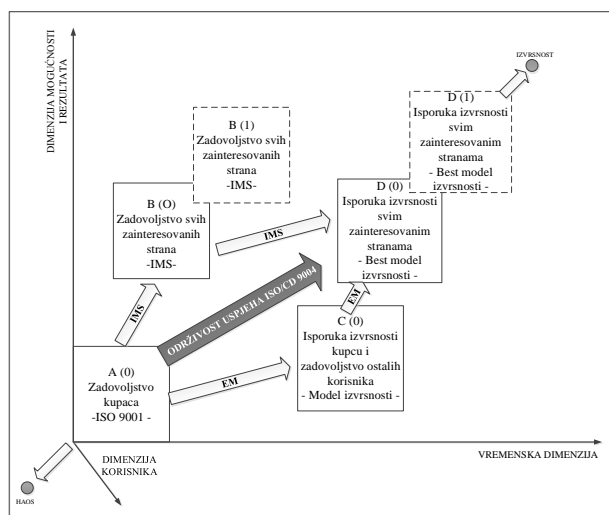 DIMENZIJA MOGUĆNOSTI
I REZULTATA
IZVRSNOST
D (1)
Isporuka izvrsnosti
svim
zainteresovanim
stranama
- Best model
izvrsnosti -
B (1)
Zadovoljstvo svih
zainteresovanih
strana
-IMS-
B (O)
Zadovoljstvo svih
zainteresovanih
strana
-IMS-
D (0)
Isporuka izvrsnosti
svim
zainteresovanim
stranama
- Best model
izvrsnosti -
IMS
IMS
ODRŽIVOST USPJEHA ISO/CD 9004
EM
C (0)
Isporuka izvrsnosti
kupcu i
zadovoljstvo ostalih
korisnika
- Model izvrsnosti -
A (0)
Zadovoljstvo
kupaca
-ISO 9001 -
EM
DIMENZIJA
KORISNIKA
VREMENSKA DIMENZIJA
HAOS